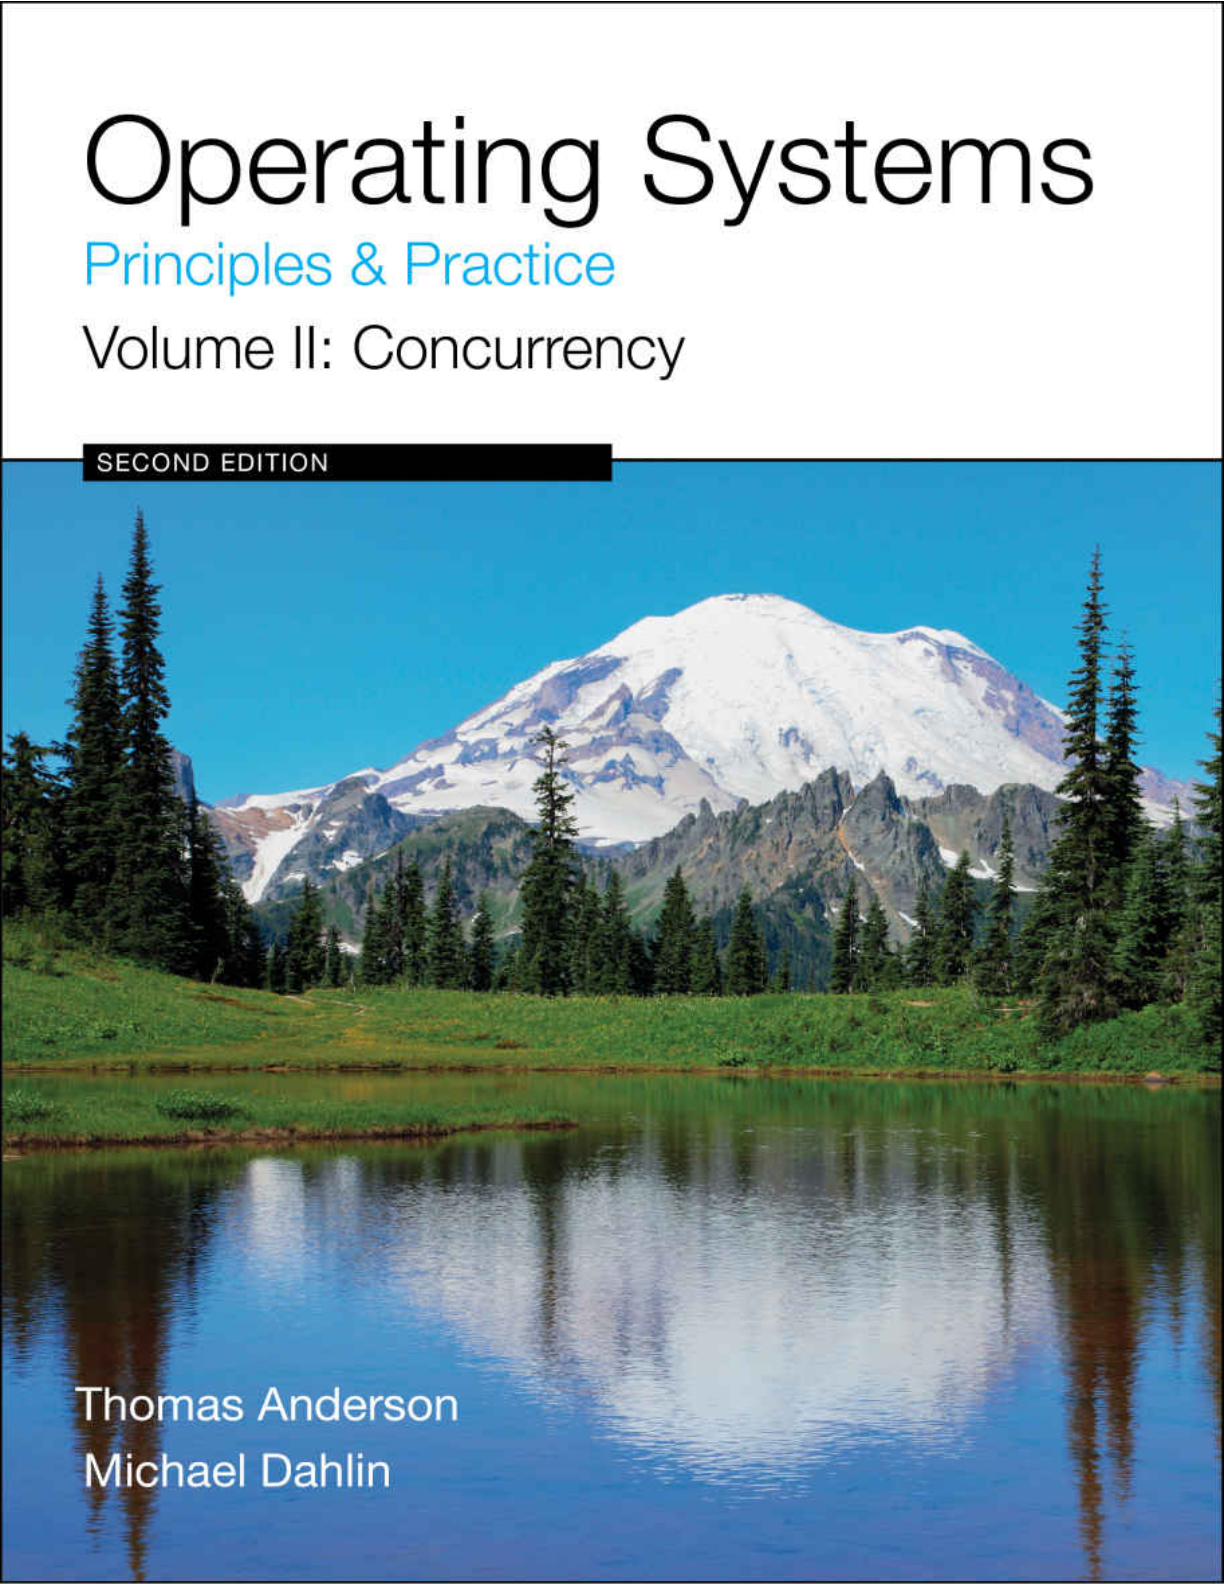 Operating Systems
Principles & Practice
Volume II: Concurrency
SECOND EDITION
Thomas Anderson
Michael Dahlin